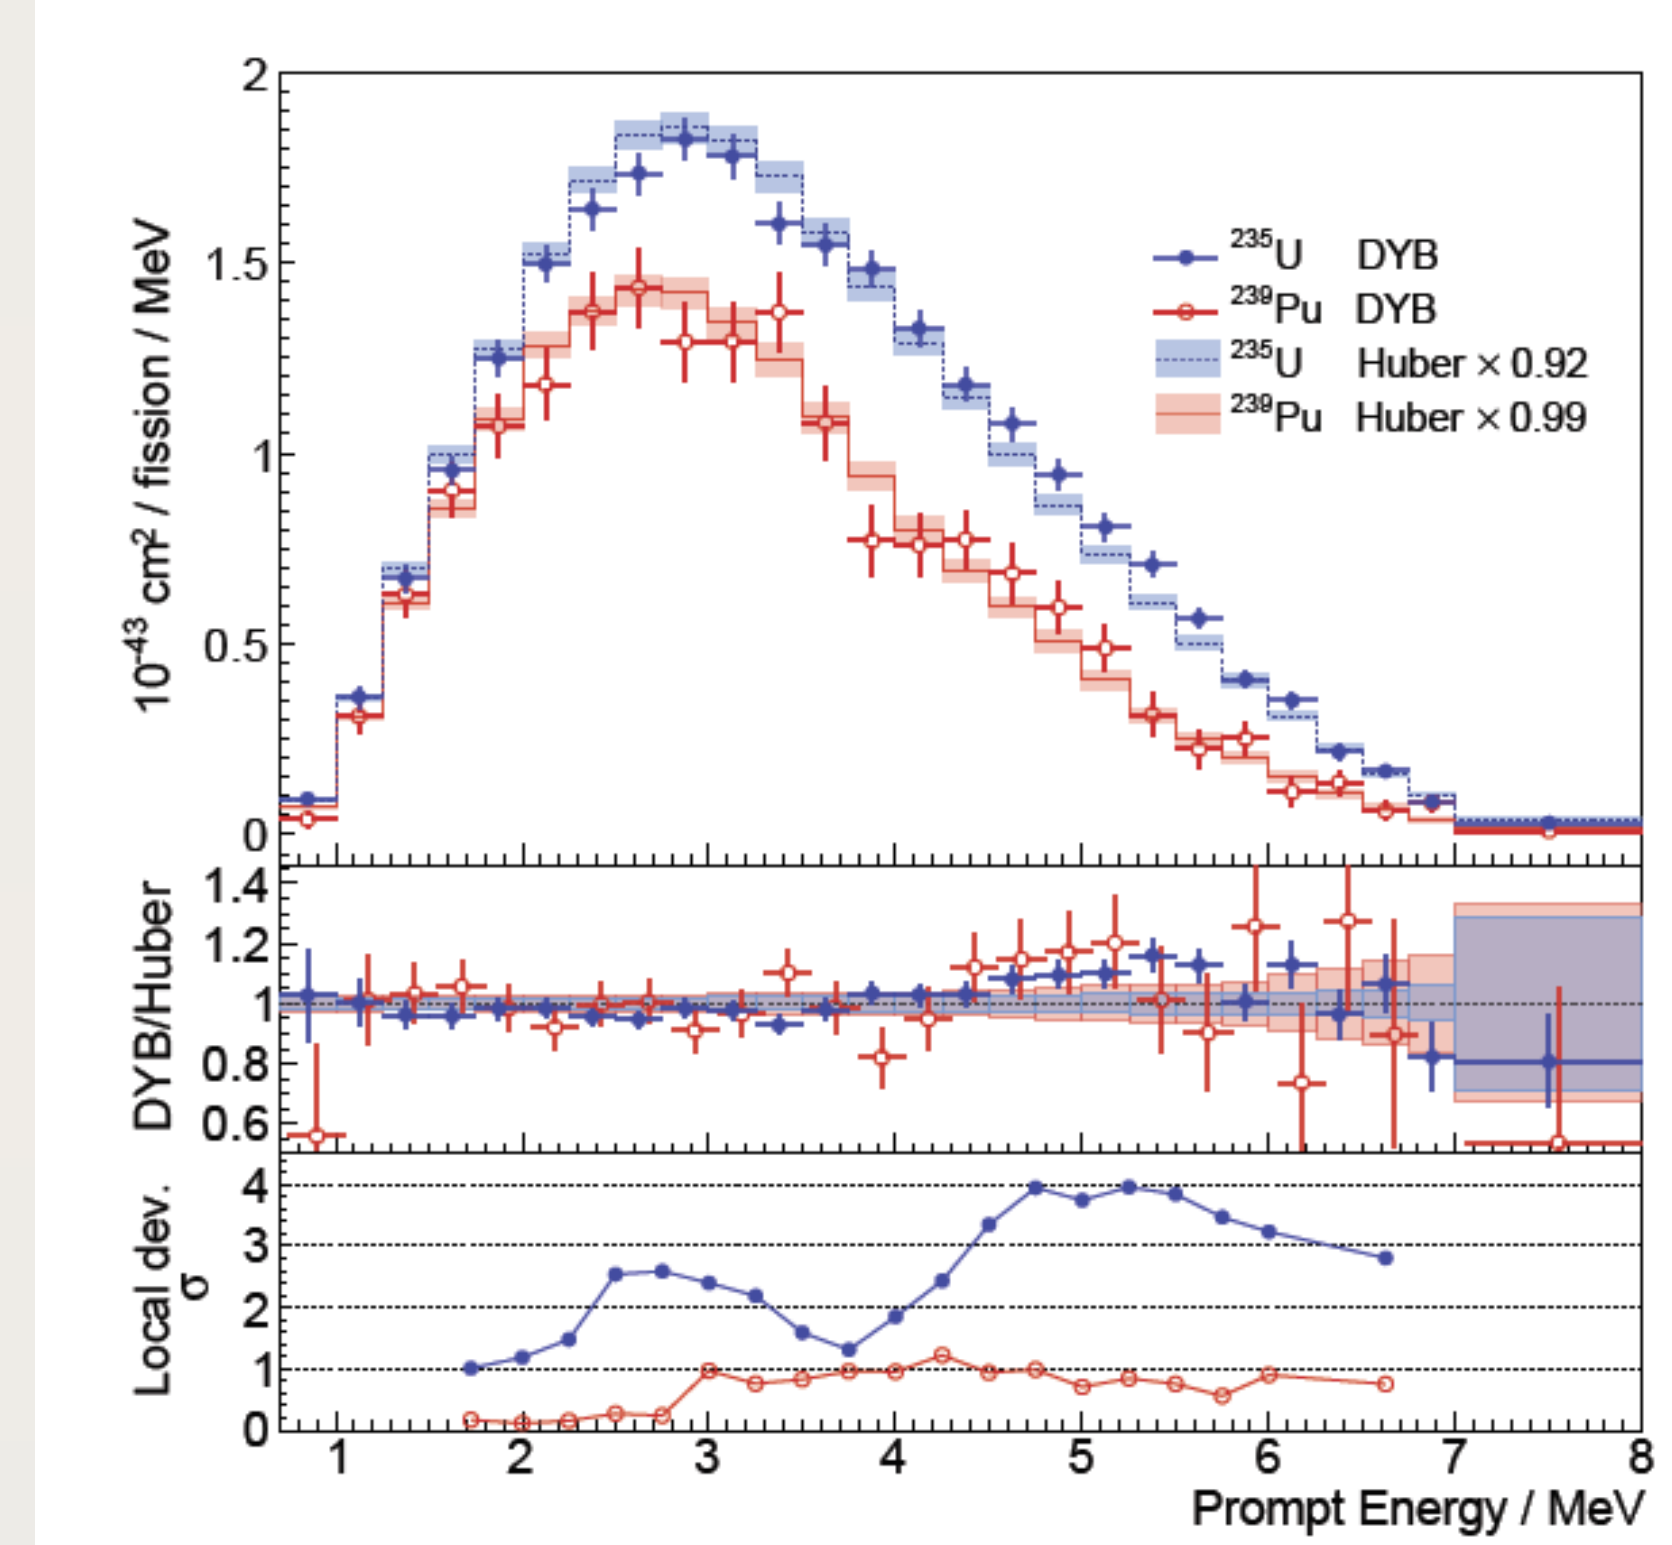 10⁻⁴³ cm² / fission / MeV
2
1.5
1
0.5
0
²³⁵U DYB
²³⁹Pu DYB
²³⁵U Huber × 0.92
²³⁹Pu Huber × 0.99
DYB/Huber
1.4
1.2
1
0.8
0.6
Local dev.
σ
4
3
2
1
0
1 2 3 4 5 6 7 8
Prompt Energy / MeV